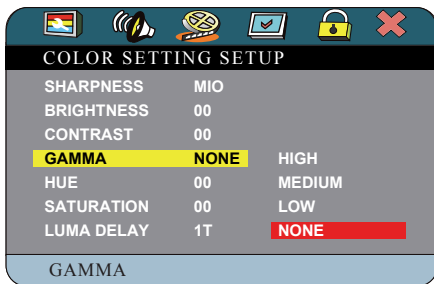 COLOR SETTING SETUP
SHARPNESS MIO
BRIGHTNESS 00
CONTRAST 00
GAMMA NONE HIGH
HUE 00 MEDIUM
SATURATION 00 LOW
LUMA DELAY 1T NONE
GAMMA